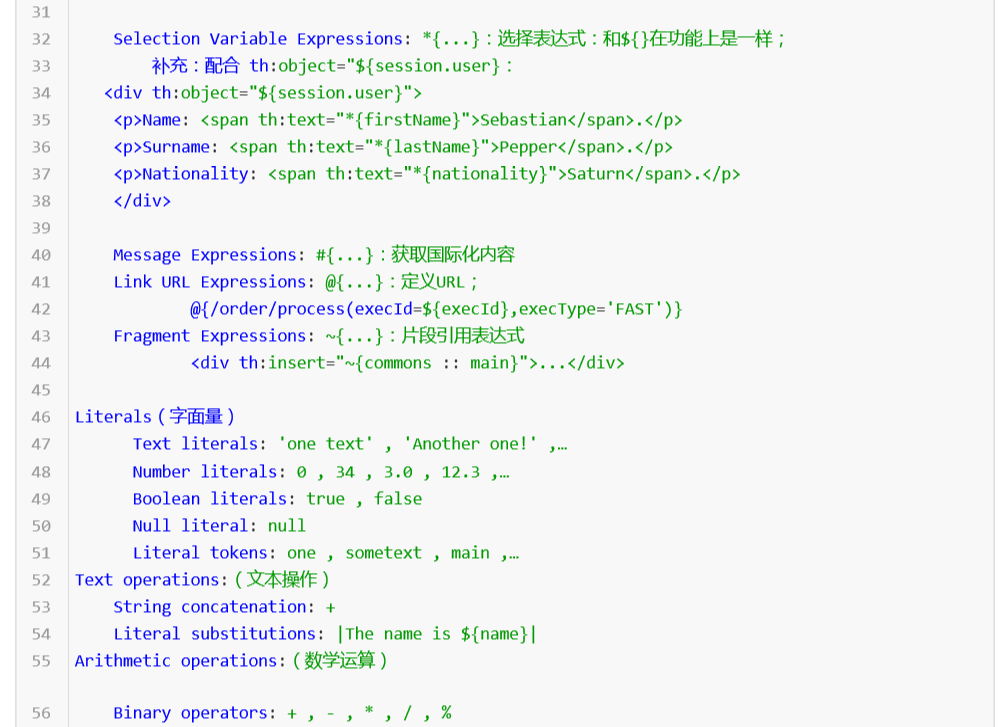 31
32 Selection Variable Expressions: *{...}：选择表达式：和${}在功能上是一样；
33 补充：配合 th:object="${session.user}：
34 <div th:object="${session.user}">
35 <p>Name: <span th:text="*{firstName}">Sebastian</span>.</p>
36 <p>Surname: <span th:text="*{lastName}">Pepper</span>.</p>
37 <p>Nationality: <span th:text="*{nationality}">Saturn</span>.</p>
38 </div>
39
40 Message Expressions: #{...}：获取国际化内容
41 Link URL Expressions: @{...}：定义URL；
42 @{/order/process(execId=${execId},execType='FAST')}
43 Fragment Expressions: ~{...}：片段引用表达式
44 <div th:insert="~{commons :: main}">...</div>
45
46 Literals（字面量）
47 Text literals: 'one text' , 'Another one!' ,…
48 Number literals: 0 , 34 , 3.0 , 12.3 ,…
49 Boolean literals: true , false
50 Null literal: null
51 Literal tokens: one , sometext , main ,…
52 Text operations:（文本操作）
53 String concatenation: +
54 Literal substitutions: |The name is ${name}|
55 Arithmetic operations:（数学运算）
56 Binary operators: + , - , * , / , %